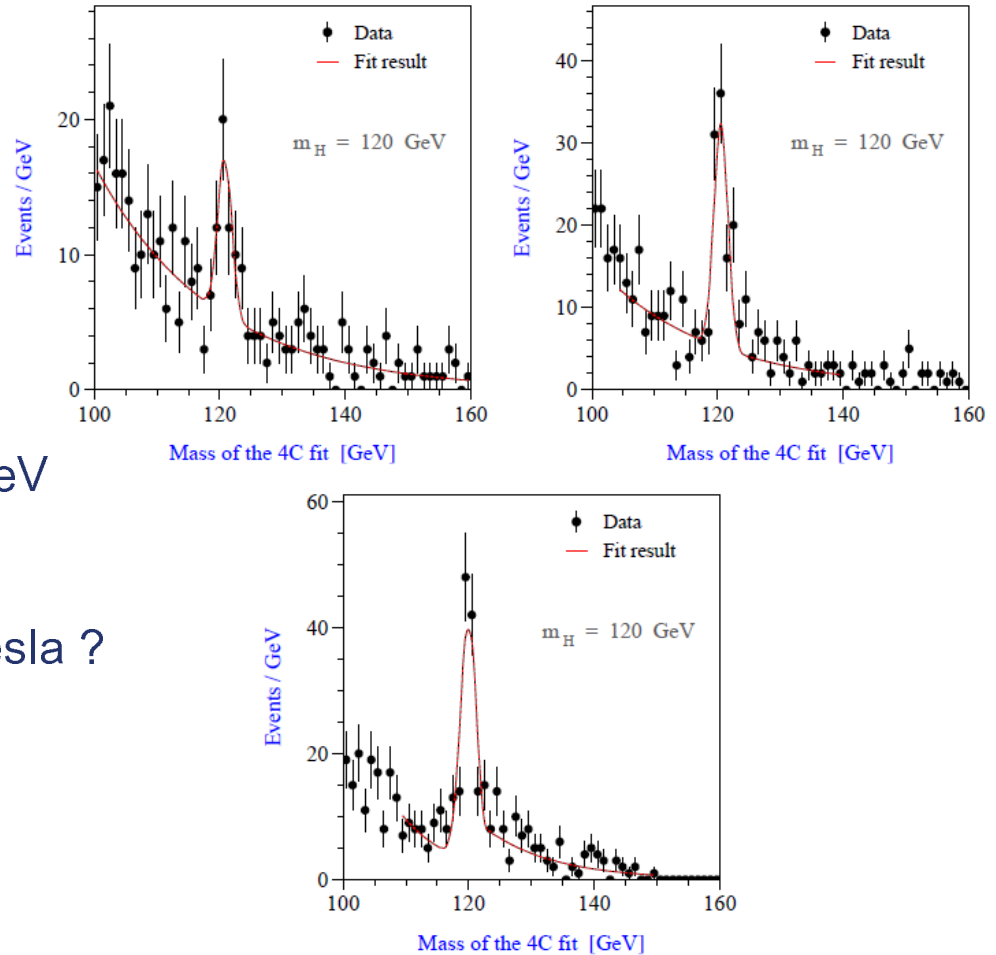 Data
Fit result
m H = 120 GeV
Events / GeV
20
10
0
100 120 140 160
Mass of the 4C fit [GeV]
Data
Fit result
m H = 120 GeV
Events / GeV
40
30
20
10
0
100 120 140 160
Mass of the 4C fit [GeV]
eV
esla ?
Data
Fit result
m H = 120 GeV
Events / GeV
60
40
20
0
100 120 140 160
Mass of the 4C fit [GeV]